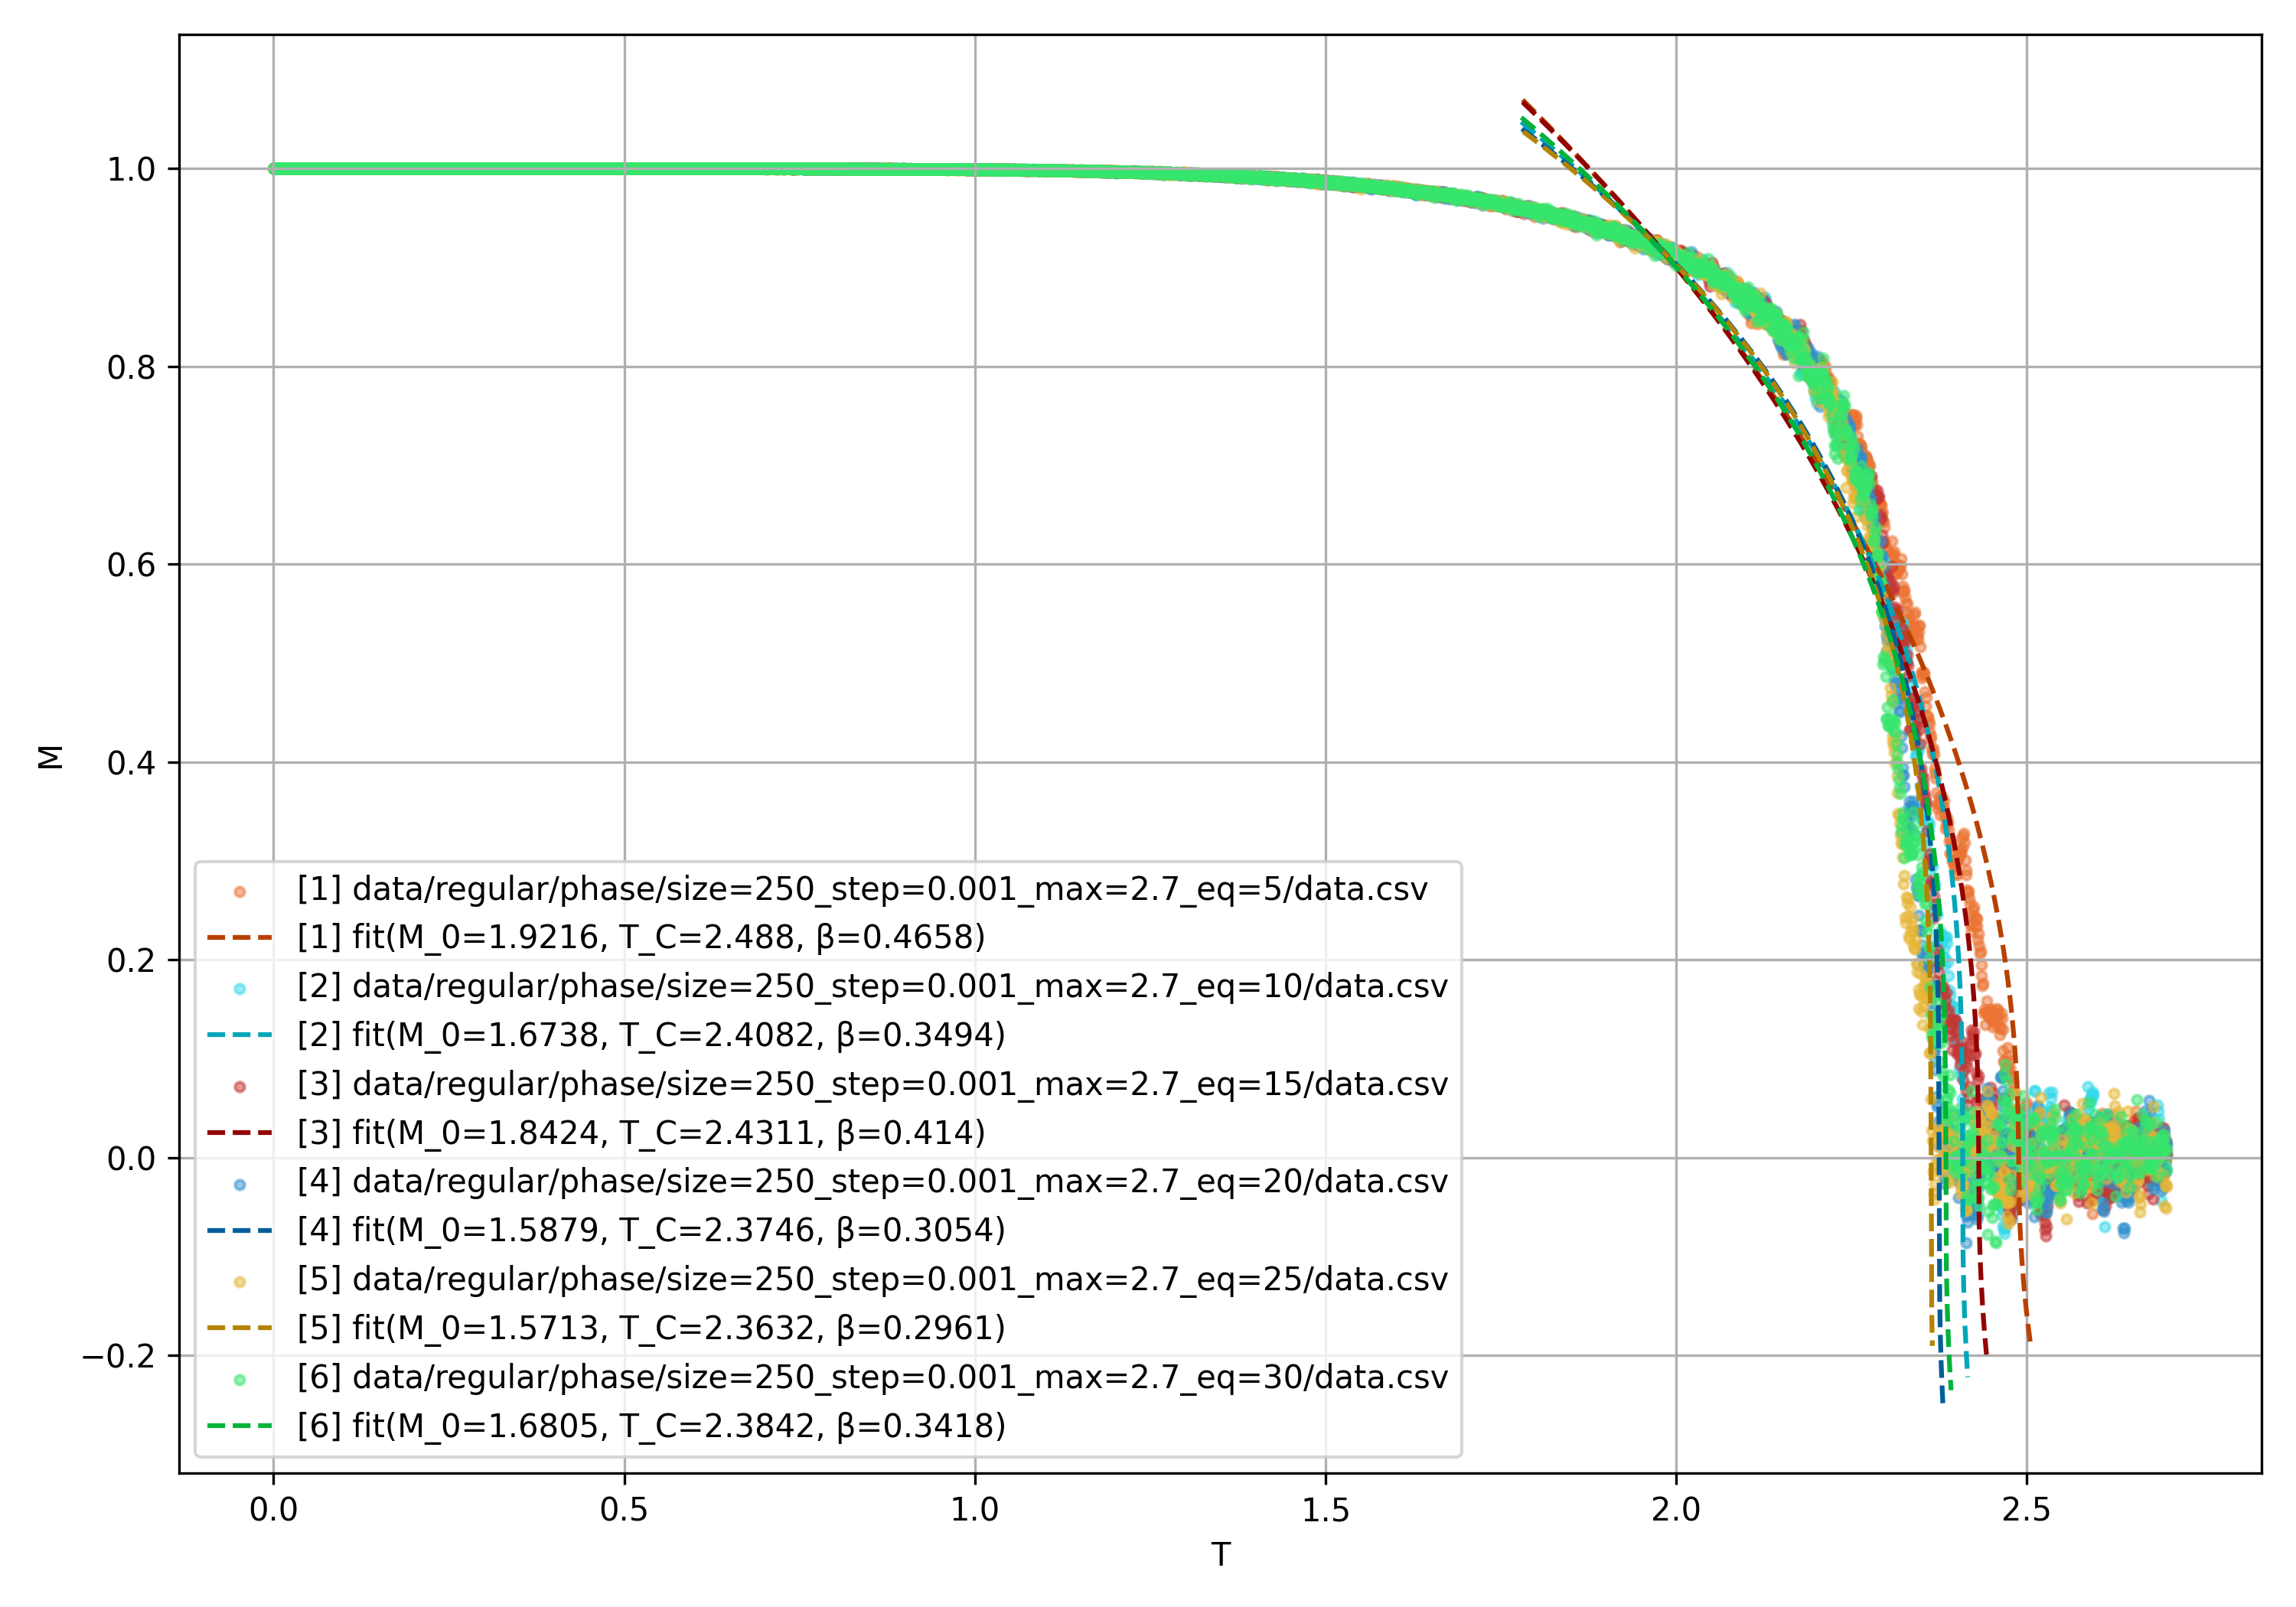 1.0
0.8
0.6
0.4
0.2
0.0
−0.2
M
[1] data/regular/phase/size=250_step=0.001_max=2.7_eq=5/data.csv
[1] fit(M_0=1.9216, T_C=2.488, β=0.4658)
[2] data/regular/phase/size=250_step=0.001_max=2.7_eq=10/data.csv
[2] fit(M_0=1.6738, T_C=2.4082, β=0.3494)
[3] data/regular/phase/size=250_step=0.001_max=2.7_eq=15/data.csv
[3] fit(M_0=1.8424, T_C=2.4311, β=0.414)
[4] data/regular/phase/size=250_step=0.001_max=2.7_eq=20/data.csv
[4] fit(M_0=1.5879, T_C=2.3746, β=0.3054)
[5] data/regular/phase/size=250_step=0.001_max=2.7_eq=25/data.csv
[5] fit(M_0=1.5713, T_C=2.3632, β=0.2961)
[6] data/regular/phase/size=250_step=0.001_max=2.7_eq=30/data.csv
[6] fit(M_0=1.6805, T_C=2.3842, β=0.3418)
0.0 0.5 1.0 1.5 2.0 2.5
T